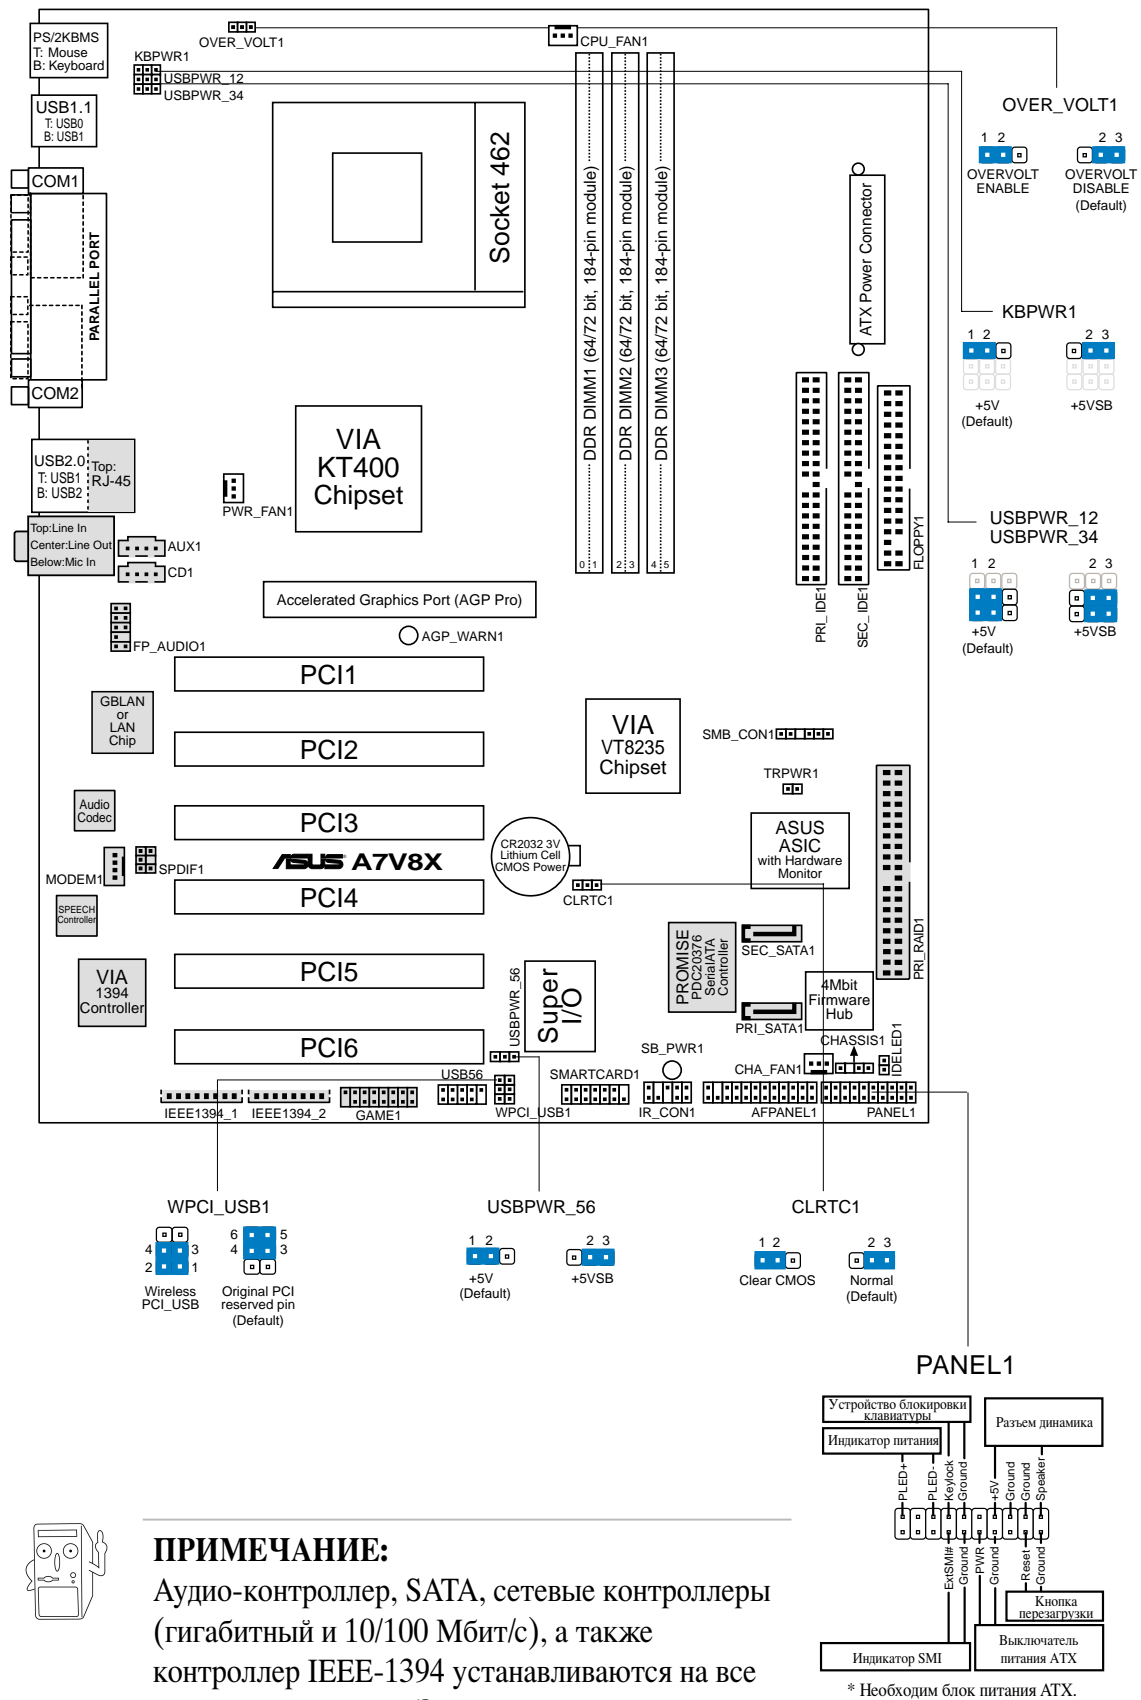 PS/2KBMS
T: Mouse
B: Keyboard
OVER_VOLT1
CPU_FAN1
KBPWR1
USBPWR_12
USBPWR_34
USB1.1
T: USB0
B: USB1
COM1
PARALLEL PORT
COM2
Socket 462
DDR DIMM1 (64/72 bit, 184-pin module)
DDR DIMM2 (64/72 bit, 184-pin module)
DDR DIMM3 (64/72 bit, 184-pin module)
0 1
2 3
4 5
ATX Power Connector
OVER_VOLT1
1 2
2 3
OVERVOLT
ENABLE
OVERVOLT
DISABLE
(Default)
KBPWR1
1 2
2 3
+5V
(Default)
+5VSB
USBPWR_12
USBPWR_34
1 2
2 3
+5V
(Default)
+5VSB
USB2.0
T: USB1
B: USB2
Top:
RJ-45
VIA
KT400
Chipset
PWR_FAN1
Top:Line In
Center:Line Out
Below:Mic In
AUX1
CD1
FP_AUDIO1
Accelerated Graphics Port (AGP Pro)
AGP_WARN1
PRI_ IDE1
SEC_ IDE1
FLOPPY1
PCI1
PCI2
PCI3
PCI4
PCI5
PCI6
GBLAN
or
LAN
Chip
Audio
Codec
MODEM1
SPDIF1
SPEECH
Controller
VIA
1394
Controller
ASUS A7V8X
VIA
VT8235
Chipset
SMB_CON1
TRPWR1
ASUS
ASIC
with Hardware
Monitor
CR2032 3V
Lithium Cell
CMOS Power
CLRTC1
PROMISE
PDC20376
SerialATA
Controller
SEC_SATA1
PRI_SATA1
PRI_RAID1
4Mbit
Firmware
Hub
Super
I/O
USBPWR_56
SB_PWR1
CHA_FAN1
CHASSIS1
IDELED1
IEEE1394_1
IEEE1394_2
GAME1
USB56
WPCI_USB1
SMARTCARD1
IR_CON1
AFPANEL1
PANEL1
WPCI_USB1
4 3
2 1
6 5
4 3
Wireless
PCI_USB
Original PCI
reserved pin
(Default)
USBPWR_56
1 2
2 3
+5V
(Default)
+5VSB
CLRTC1
1 2
2 3
Clear CMOS
Normal
(Default)
PANEL1
Устройство блокировки
клавиатуры
Разъем динамика
Индикатор питания
PLED+
PLED-
Keylock
Ground
+5V
Ground
Ground
Speaker
ExtSMI#
Ground
PWR
Ground
Reset
Ground
Кнопка
перезагрузки
Индикатор SMI
Выключатель
питания ATX
* Необходим блок питания ATX.
ПРИМЕЧАНИЕ:
Аудио-контроллер, SATA, сетевые контроллеры
(гигабитный и 10/100 Мбит/с), а также
контроллер IEEE-1394 устанавливаются на все